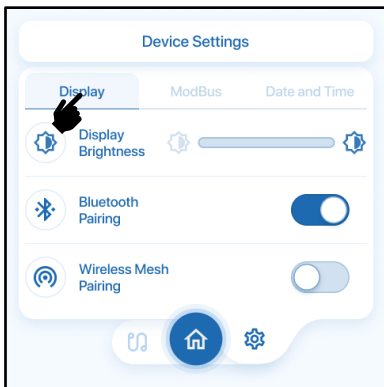 Device Settings
Display ModBus Date and Time
Display
Brightness
Bluetooth
Pairing
Wireless Mesh
Pairing